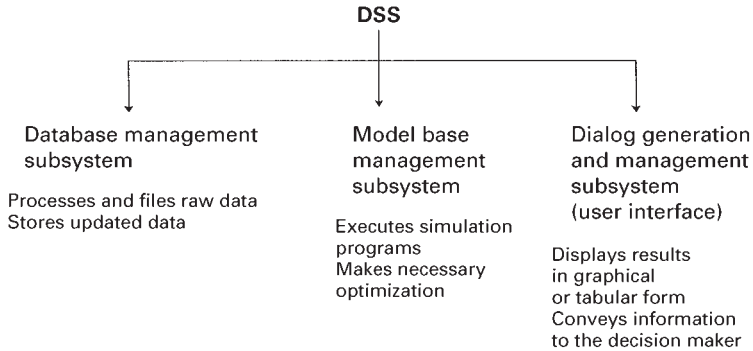 DSS
Database management
subsystem
Processes and files raw data
Stores updated data
Model base
management
subsystem
Executes simulation
programs
Makes necessary
optimization
Dialog generation
and management
subsystem
(user interface)
Displays results
in graphical
or tabular form
Conveys information
to the decision maker